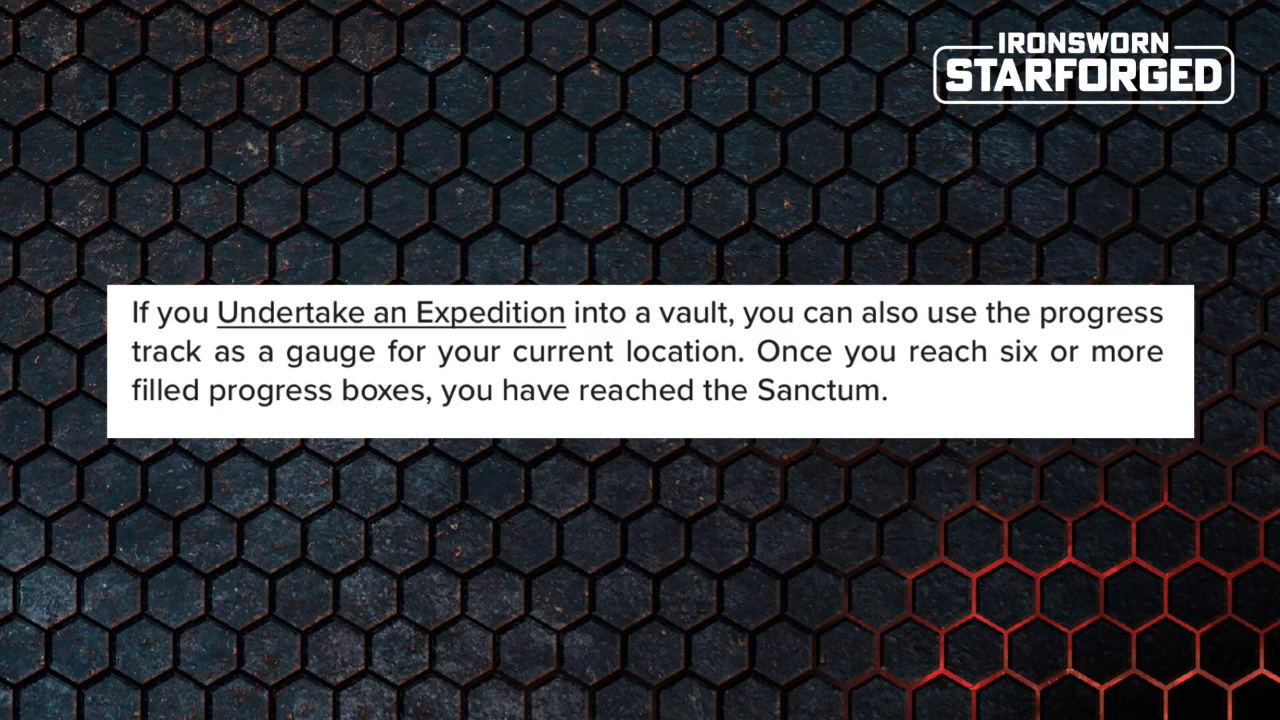 IRONSWORN
STARFORGED
If you Undertake an Expedition into a vault, you can also use the progress
track as a gauge for your current location. Once you reach six or more
filled progress boxes, you have reached the Sanctum.